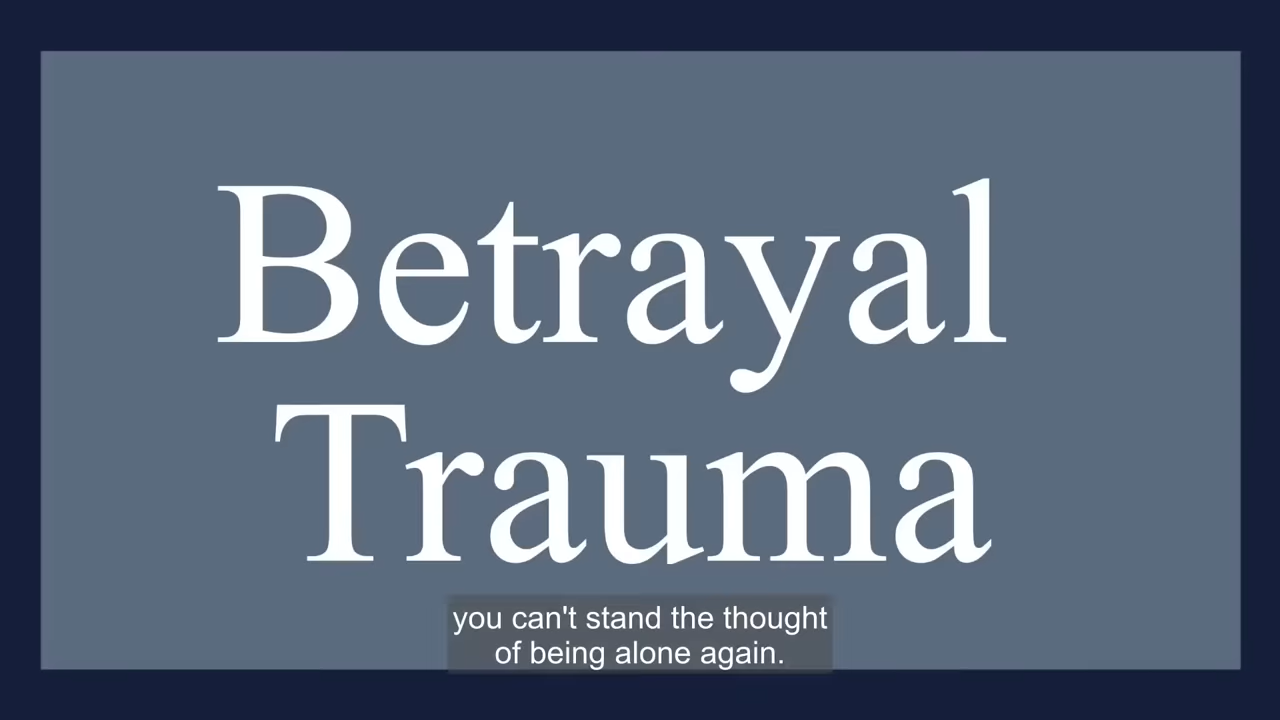 Betrayal
Trauma
you can't stand the thought
of being alone again.